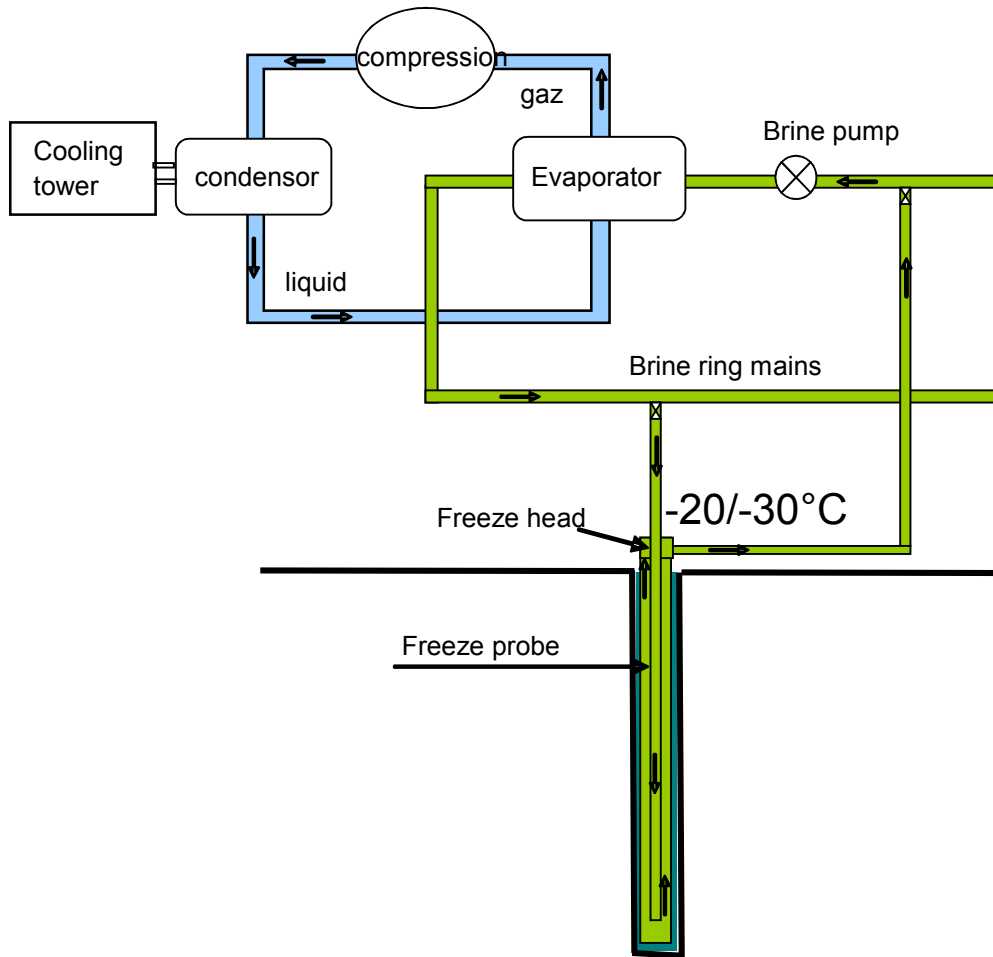 compression
gaz
Brine pump
Cooling
tower
condensor
Evaporator
liquid
Brine ring mains
-20/-30°C
Freeze head
Freeze probe